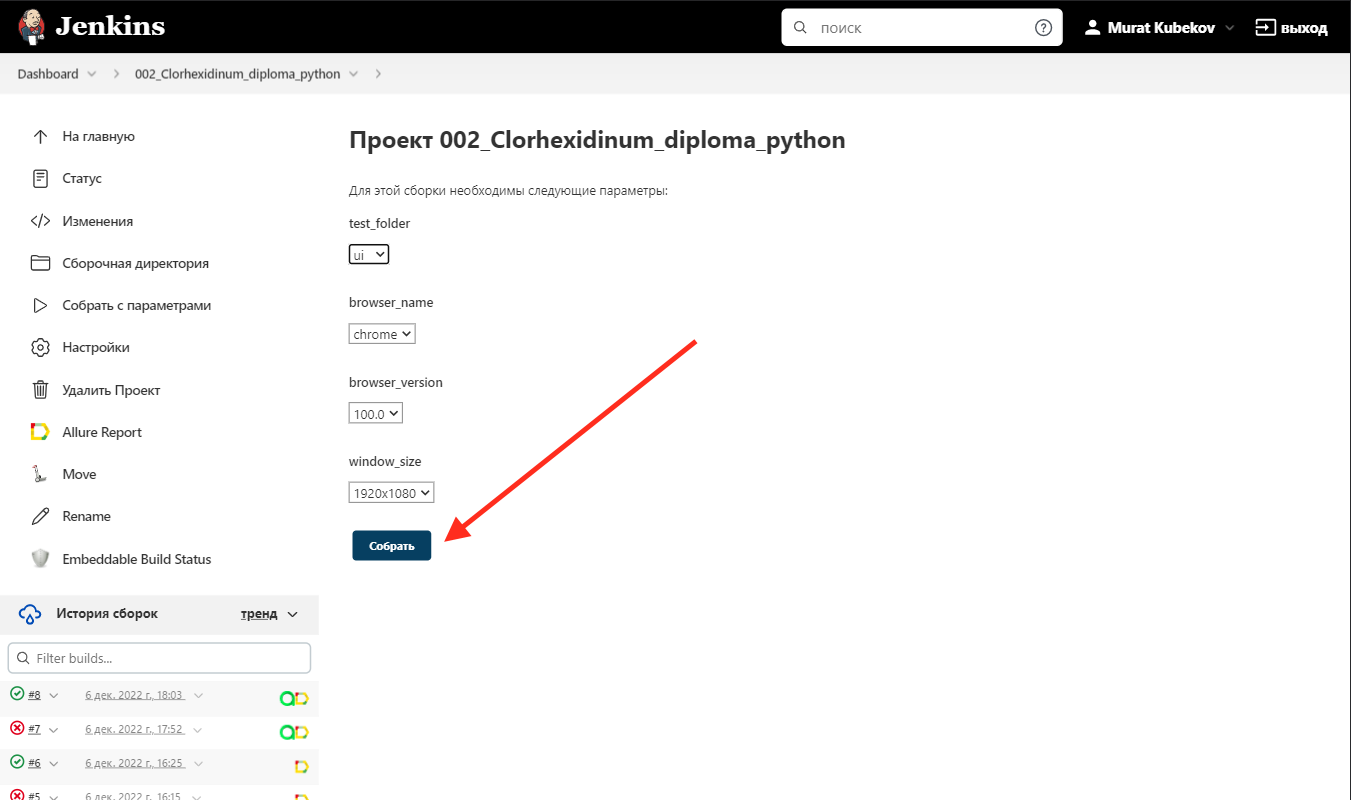 Jenkins
поиск
Murat Kubekov
выход
Dashboard
002_Clorhexidinum_diploma_python
На главную
Статус
Изменения
Сборочная директория
Собрать с параметрами
Настройки
Удалить Проект
Allure Report
Move
Rename
Embeddable Build Status
История сборок
тренд
Filter builds...
#8 6 дек. 2022 г., 18:03
#7 6 дек. 2022 г., 17:52
#6 6 дек. 2022 г., 16:25
#5 6 дек. 2022 г., 16:15
Проект 002_Clorhexidinum_diploma_python
Для этой сборки необходимы следующие параметры:
test_folder
ui
browser_name
chrome
browser_version
100.0
window_size
1920x1080
Собрать